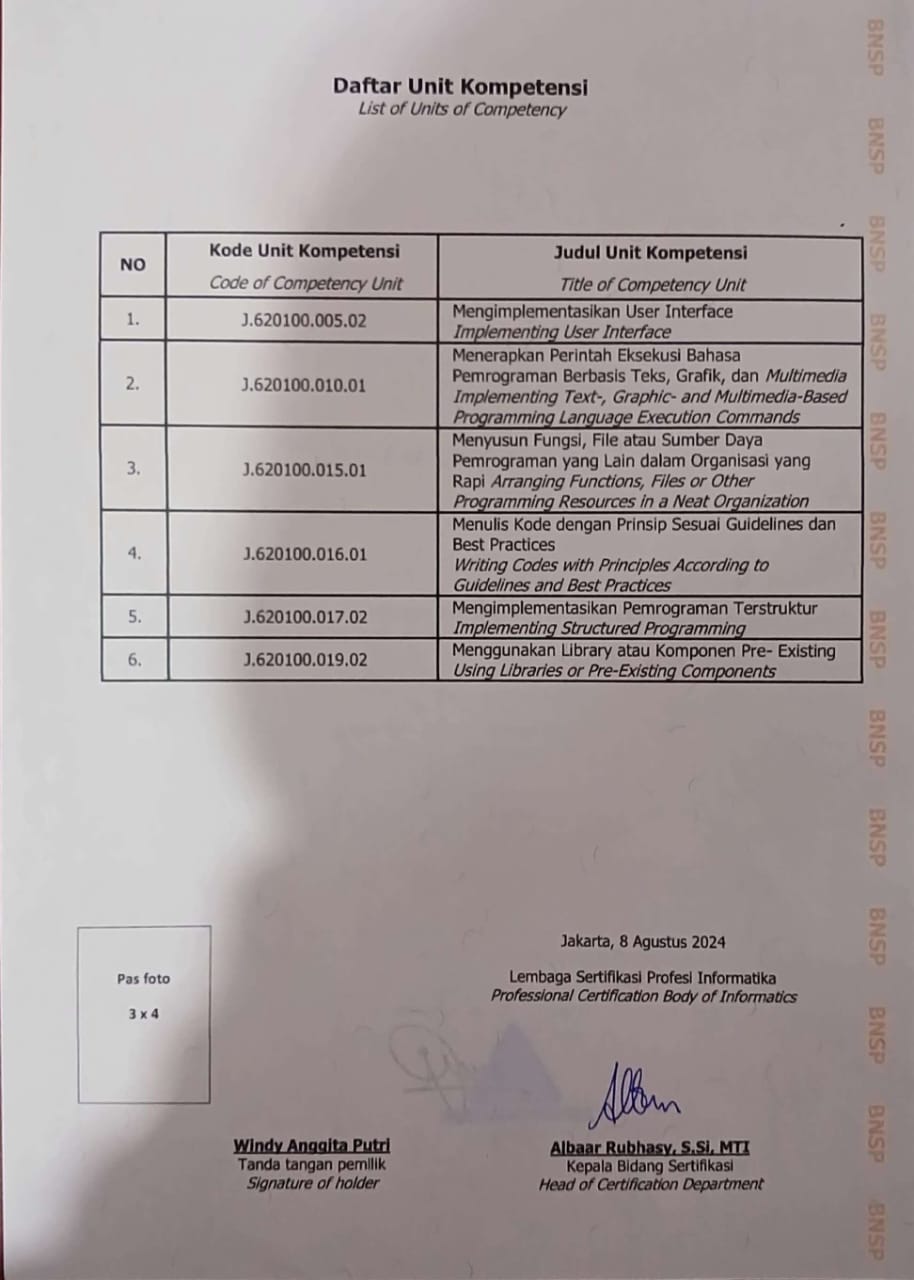 Daftar Unit Kompetensi
List of Units of Competency
NO
Kode Unit Kompetensi
Code of Competency Unit
Judul Unit Kompetensi
Title of Competency Unit
1.
J.620100.005.02
Mengimplementasikan User Interface
Implementing User Interface
2.
J.620100.010.01
Menerapkan Perintah Eksekusi Bahasa
Pemrograman Berbasis Teks, Grafik, dan Multimedia
Implementing Text-, Graphic- and Multimedia-Based
Programming Language Execution Commands
3.
J.620100.015.01
Menyusun Fungsi, File atau Sumber Daya
Pemrograman yang Lain dalam Organisasi yang
Rapi Arranging Functions, Files or Other
Programming Resources in a Neat Organization
4.
J.620100.016.01
Menulis Kode dengan Prinsip Sesuai Guidelines dan
Best Practices
Writing Codes with Principles According to
Guidelines and Best Practices
5.
J.620100.017.02
Mengimplementasikan Pemrograman Terstruktur
Implementing Structured Programming
6.
J.620100.019.02
Menggunakan Library atau Komponen Pre- Existing
Using Libraries or Pre-Existing Components
Pas foto
3 x 4
Jakarta, 8 Agustus 2024
Lembaga Sertifikasi Profesi Informatika
Professional Certification Body of Informatics
Windy Anggita Putri
Tanda tangan pemilik
Signature of holder
Albaar Rubhasy, S.Si, MTI
Kepala Bidang Sertifikasi
Head of Certification Department
BNSP
BNSP
BNSP
BNSP
BNSP
BNSP
BNSP
BNSP
BNSP
BNSP
BNSP
BNSP
BNSP